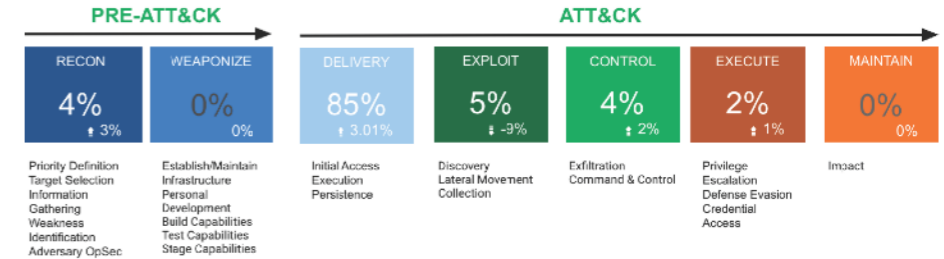 PRE-ATT&CK
ATT&CK
RECON
4%
3%
Priority Definition
Target Selection
Information
Gathering
Weakness
Identification
Adversary OpSec
WEAPONIZE
0%
0%
Establish/Maintain
Infrastructure
Personal
Development
Build Capabilities
Test Capabilities
Stage Capabilities
DELIVERY
85%
3.01%
Initial Access
Execution
Persistence
EXPLOIT
5%
-9%
Discovery
Lateral Movement
Collection
CONTROL
4%
2%
Exfiltration
Command & Control
EXECUTE
2%
1%
Privilege
Escalation
Defense Evasion
Credential
Access
MAINTAIN
0%
0%
Impact